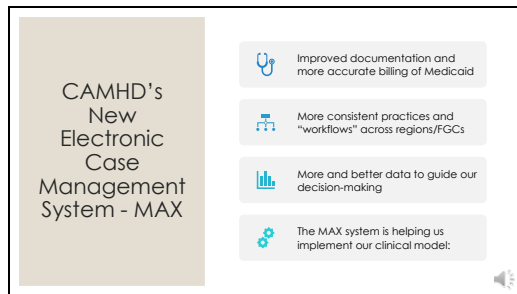 CAMHD's
New
Electronic
Case
Management
System - MAX
Improved documentation and
more accurate billing of Medicaid
More consistent practices and
"workflows" across regions/FGCs
More and better data to guide our
decision-making
The MAX system is helping us
implement our clinical model: